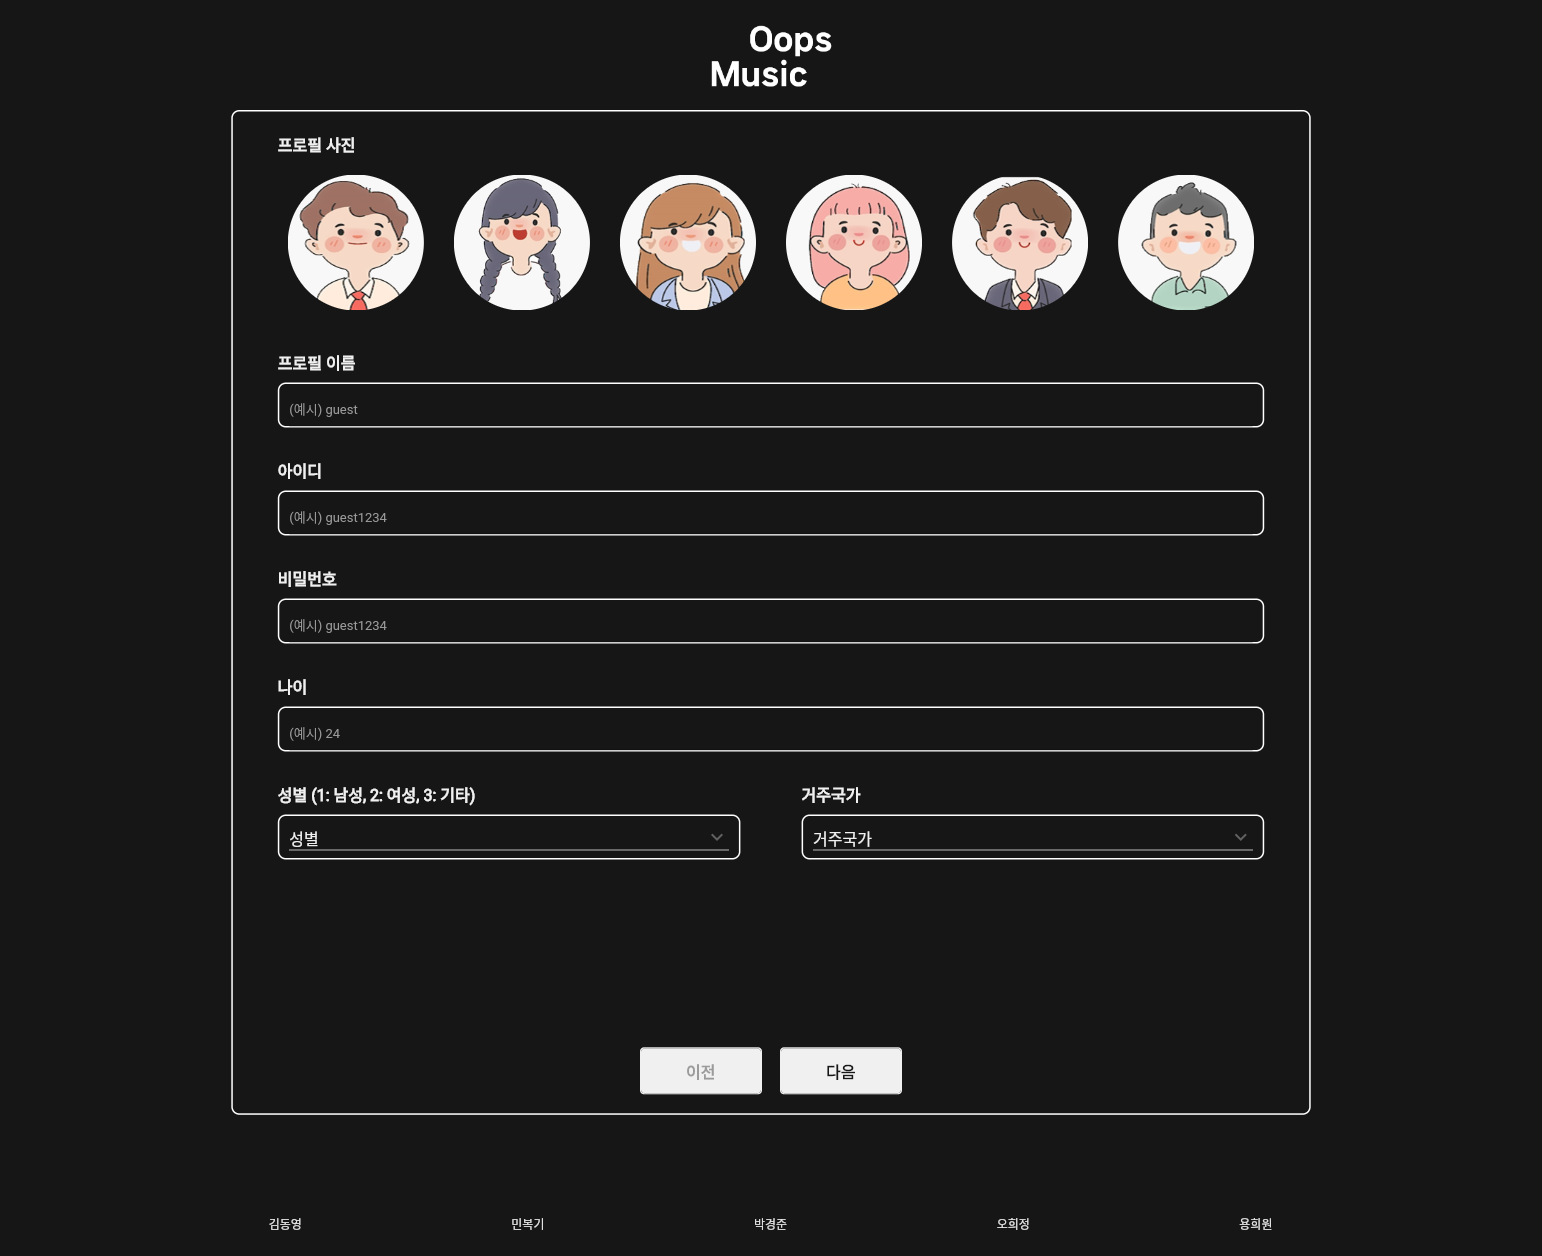 Oops
Music
프로필 사진
프로필 이름
(예시) guest
아이디
(예시) guest1234
비밀번호
(예시) guest1234
나이
(예시) 24
성별 (1: 남성, 2: 여성, 3: 기타)
거주국가
성별
거주국가
이전
다음
김동영
민복기
박경준
오희정
용희원